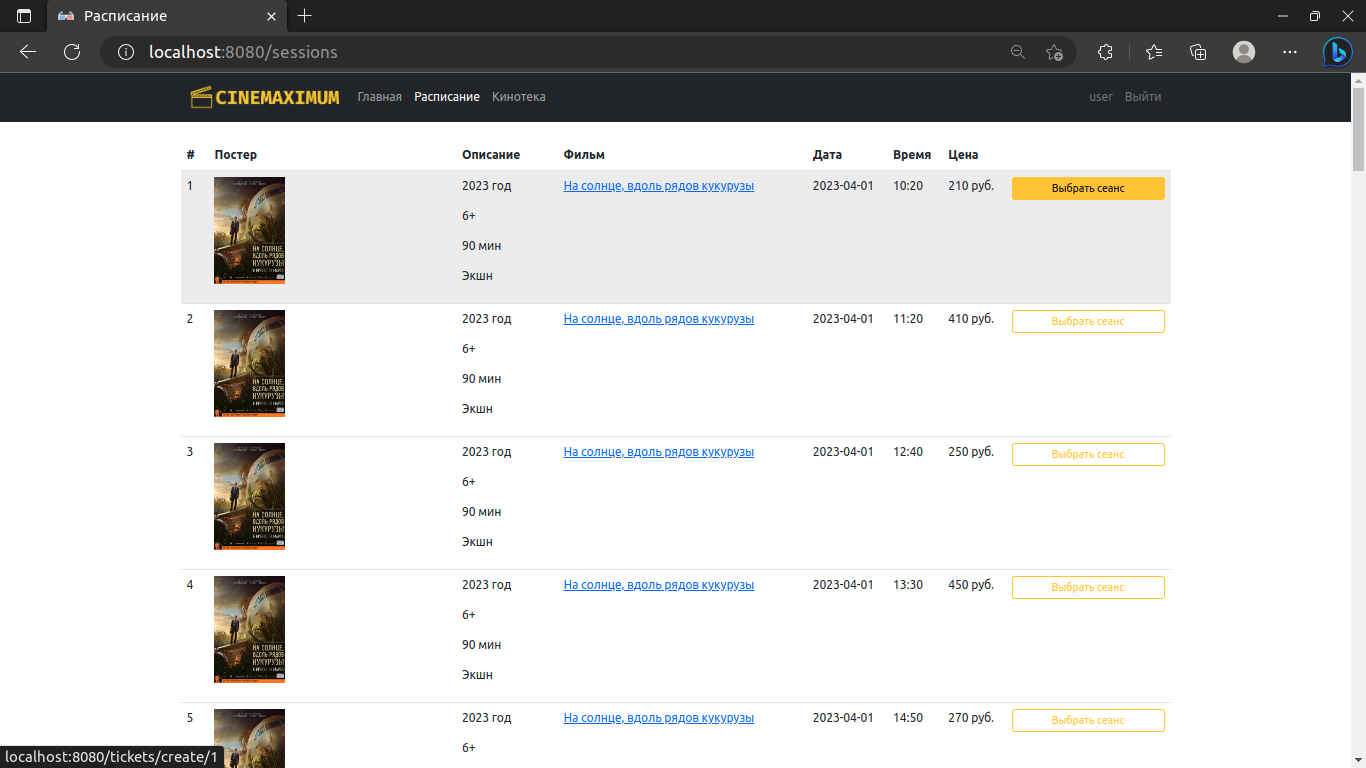 Расписание
localhost:8080/sessions
CINEMAXIMUM Главная Расписание Кинотека user Выйти
# Постер Описание Фильм Дата Время Цена
1 2023 год На солнце, вдоль рядов кукурузы 2023-04-01 10:20 210 руб. Выбрать сеанс
6+
90 мин
Экшн
НА СОЛНЦЕ,
ВДОЛЬ РЯДОВ
КУКУРУЗЫ
2 2023 год На солнце, вдоль рядов кукурузы 2023-04-01 11:20 410 руб. Выбрать сеанс
6+
90 мин
Экшн
НА СОЛНЦЕ,
ВДОЛЬ РЯДОВ
КУКУРУЗЫ
3 2023 год На солнце, вдоль рядов кукурузы 2023-04-01 12:40 250 руб. Выбрать сеанс
6+
90 мин
Экшн
НА СОЛНЦЕ,
ВДОЛЬ РЯДОВ
КУКУРУЗЫ
4 2023 год На солнце, вдоль рядов кукурузы 2023-04-01 13:30 450 руб. Выбрать сеанс
6+
90 мин
Экшн
НА СОЛНЦЕ,
ВДОЛЬ РЯДОВ
КУКУРУЗЫ
5 2023 год На солнце, вдоль рядов кукурузы 2023-04-01 14:50 270 руб. Выбрать сеанс
6+
localhost:8080/tickets/create/1